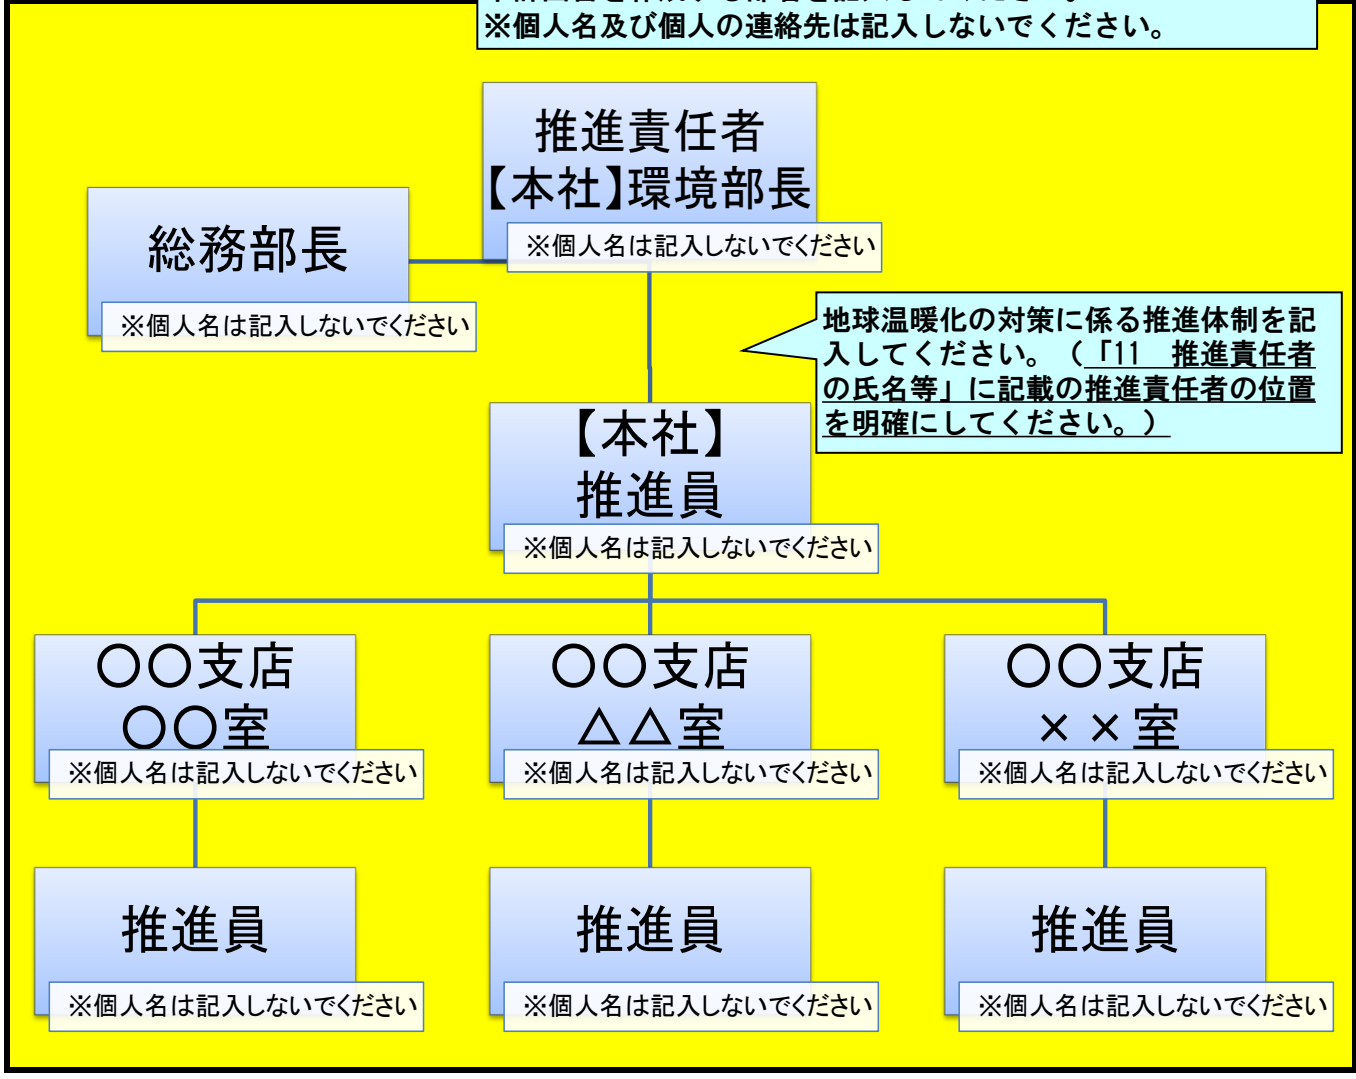 ※個人名及び個人の連絡先は記入しないでください。
推進責任者
【本社】環境部長
※個人名は記入しないでください
総務部長
※個人名は記入しないでください
地球温暖化の対策に係る推進体制を記
入してください。（「11　推進責任者
の氏名等」に記載の推進責任者の位置
を明確にしてください。）
【本社】
推進員
※個人名は記入しないでください
〇〇支店
〇〇室
※個人名は記入しないでください
〇〇支店
△△室
※個人名は記入しないでください
〇〇支店
××室
※個人名は記入しないでください
推進員
※個人名は記入しないでください
推進員
※個人名は記入しないでください
推進員
※個人名は記入しないでください